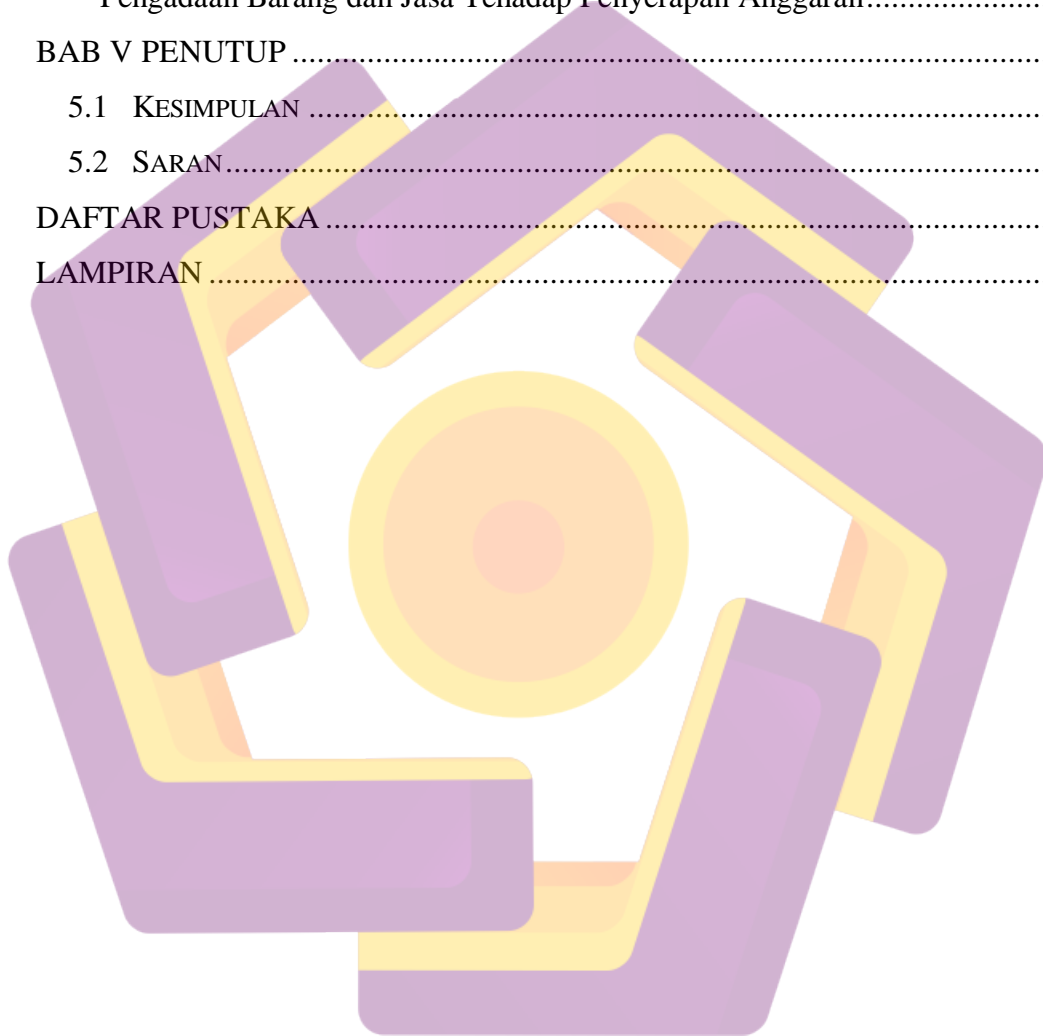 Pengadaan Barang dan Jasa Tehadap Penyerapan Anggaran......................
BAB V PENUTUP ...............................................................................................
5.1 KESIMPULAN .............................................................................................
5.2 SARAN........................................................................................................
DAFTAR PUSTAKA ...........................................................................................
LAMPIRAN .........................................................................................................